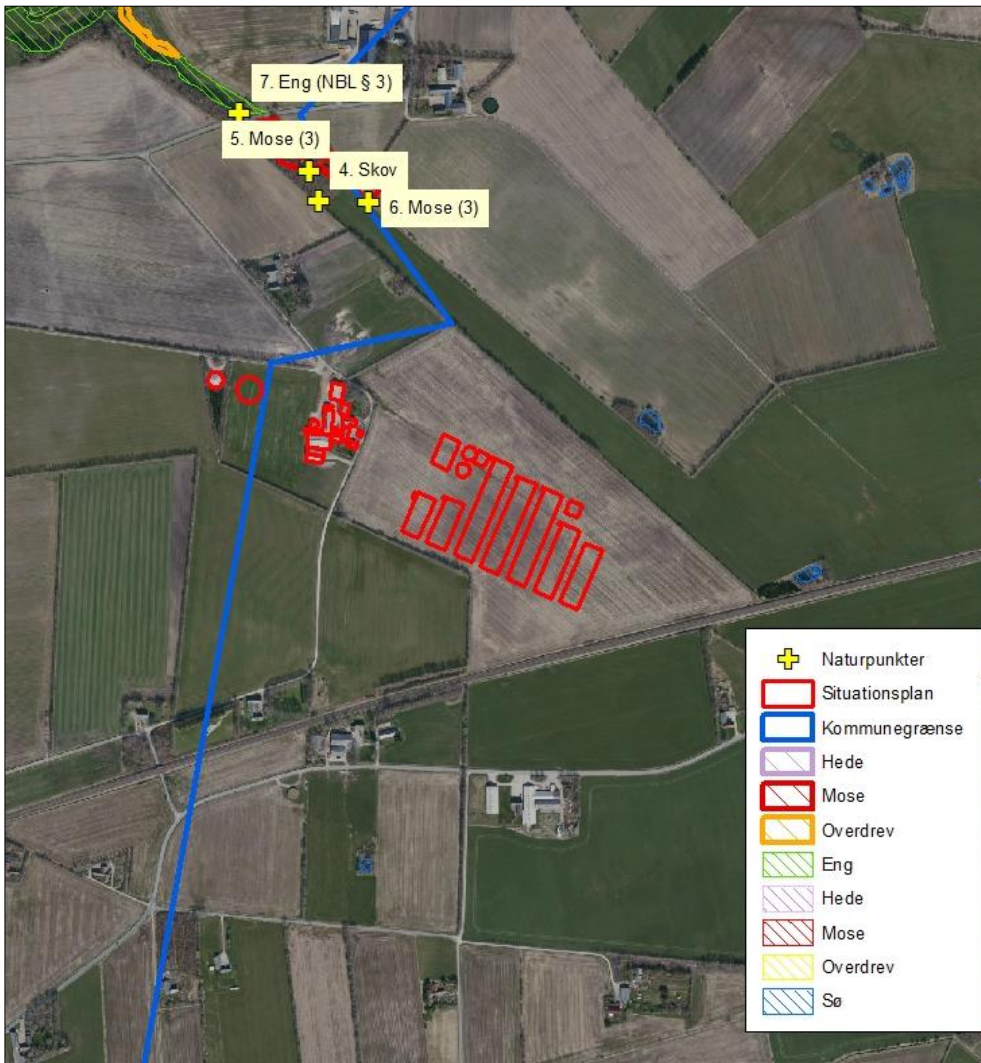 7. Eng (NBL § 3)
5. Mose (3)
4. Skov
6. Mose (3)
Naturpunkter
Situationsplan
Kommunegrænse
Hede
Mose
Overdrev
Eng
Hede
Mose
Overdrev
Sø